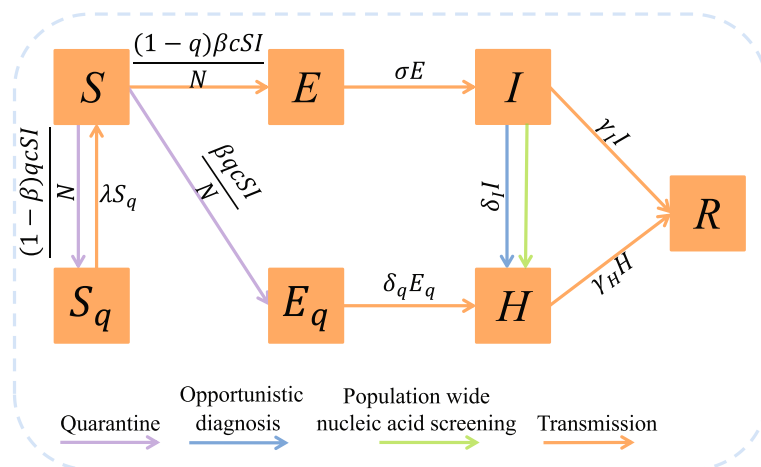 (1 − q)βcSI
N
S
E
σE
I
(1 − β)qcSI
N
λS_q
βqcSI
N
δ_I I
γ_I I
R
S_q
E_q
δ_q E_q
H
γ_H H
Quarantine
Opportunistic
diagnosis
Population wide
nucleic acid screening
Transmission